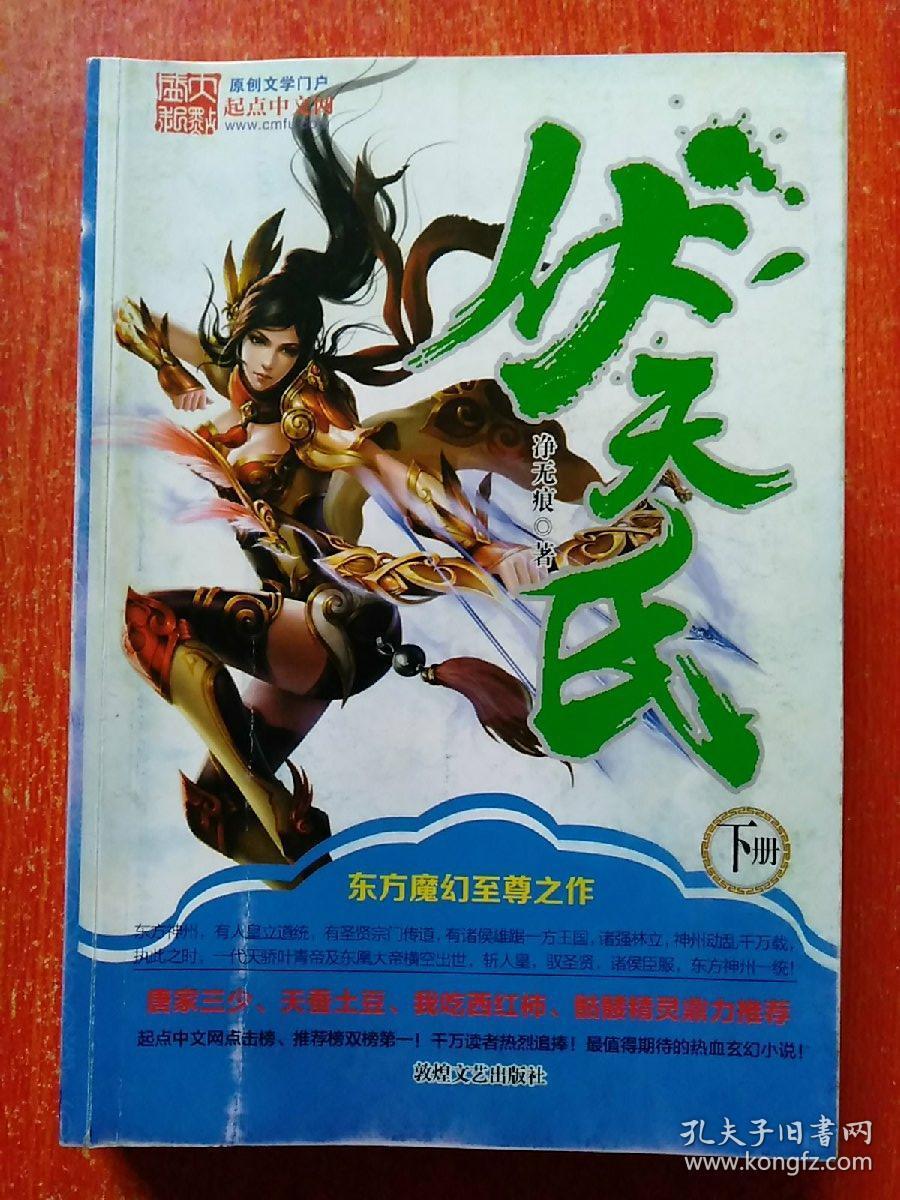 原创文学门户
起点中文网
www.cmfu.
伏天氏
净无痕◎著
下册
东方魔幻至尊之作
东方神州，有人皇立道统，有圣贤宗门传道，有诸侯雄踞一方王国，诸强林立，神州动乱千万载，
执此之时，一代天骄叶青帝及东凰大帝横空出世，斩人皇，驭圣贤，诸侯臣服，东方神州一统！
唐家三少、天蚕土豆、我吃西红柿、骷髅精灵鼎力推荐
起点中文网点击榜、推荐榜双榜第一！千万读者热烈追捧！最值得期待的热血玄幻小说！
敦煌文艺出版社
孔夫子旧书网
www.kongfz.com